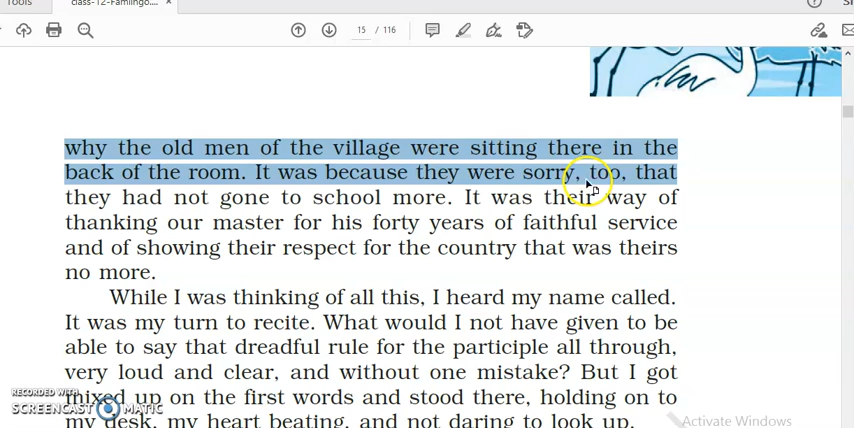 Tools
class-12-Famlingo.... ×
15 / 116
why the old men of the village were sitting there in the
back of the room. It was because they were sorry, too, that
they had not gone to school more. It was their way of
thanking our master for his forty years of faithful service
and of showing their respect for the country that was theirs
no more.
While I was thinking of all this, I heard my name called.
It was my turn to recite. What would I not have given to be
able to say that dreadful rule for the participle all through,
very loud and clear, and without one mistake? But I got
mixed up on the first words and stood there, holding on to
my desk, my heart beating, and not daring to look up.
RECORDED WITH
SCREENCAST MATIC
Activate Windows